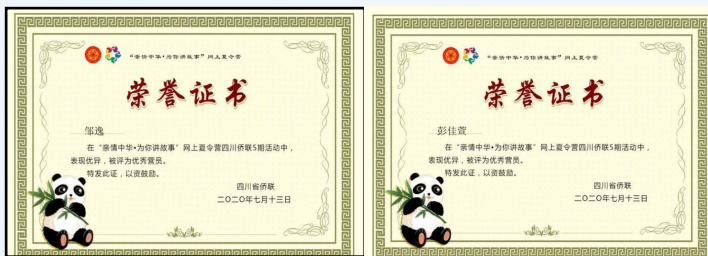 “亲情中华•为你讲故事”网上夏令营
荣誉证书
邹逸
在“亲情中华•为你讲故事”网上夏令营四川侨联5期活动中，
表现优异，被评为优秀营员。
特发此证，以资鼓励。
四川省侨联
二〇二〇年七月十三日
“亲情中华•为你讲故事”网上夏令营
荣誉证书
彭佳萱
在“亲情中华•为你讲故事”网上夏令营四川侨联5期活动中，
表现优异，被评为优秀营员。
特发此证，以资鼓励。
四川省侨联
二〇二〇年七月十三日